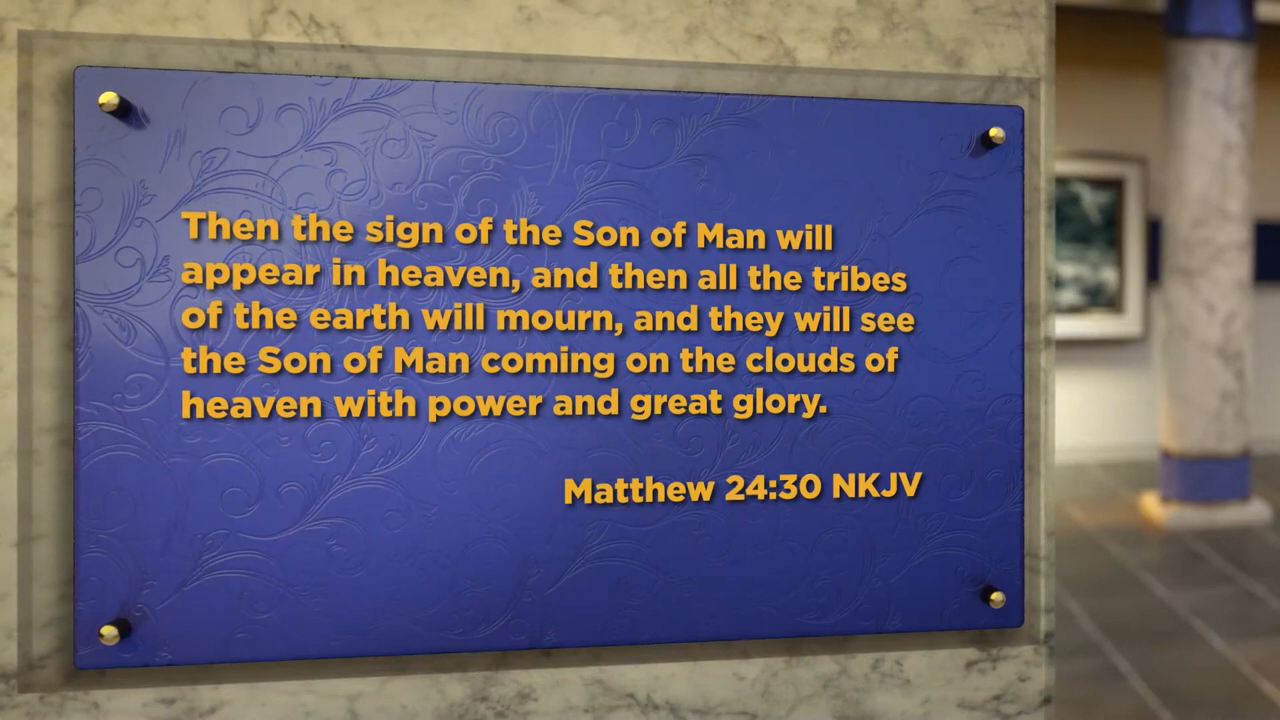 Then the sign of the Son of Man will
appear in heaven, and then all the tribes
of the earth will mourn, and they will see
the Son of Man coming on the clouds of
heaven with power and great glory.
Matthew 24:30 NKJV